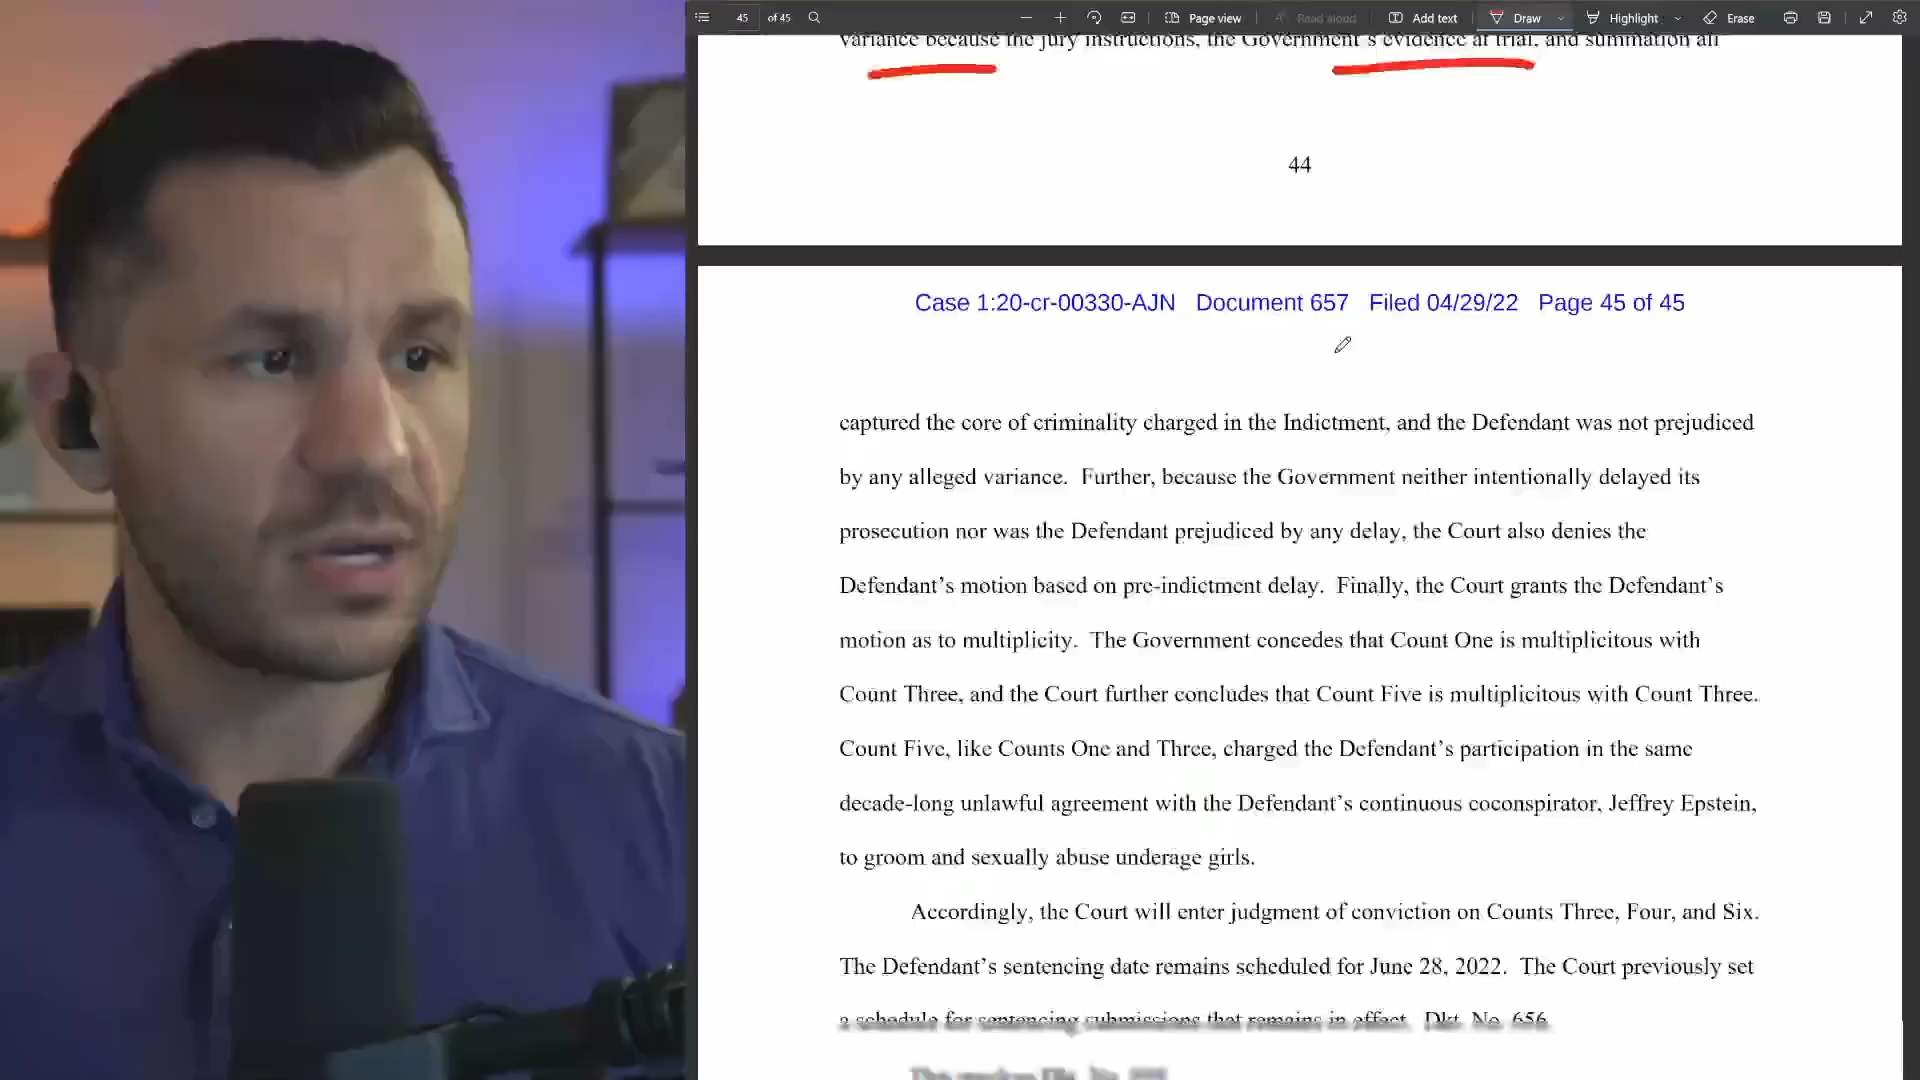 45 of 45 Page view Read aloud Add text Draw Highlight Erase
variance because the jury instructions, the Government's evidence at trial, and summation all
44
Case 1:20-cr-00330-AJN Document 657 Filed 04/29/22 Page 45 of 45
captured the core of criminality charged in the Indictment, and the Defendant was not prejudiced
by any alleged variance. Further, because the Government neither intentionally delayed its
prosecution nor was the Defendant prejudiced by any delay, the Court also denies the
Defendant's motion based on pre-indictment delay. Finally, the Court grants the Defendant's
motion as to multiplicity. The Government concedes that Count One is multiplicitous with
Count Three, and the Court further concludes that Count Five is multiplicitous with Count Three.
Count Five, like Counts One and Three, charged the Defendant's participation in the same
decade-long unlawful agreement with the Defendant's continuous coconspirator, Jeffrey Epstein,
to groom and sexually abuse underage girls.
Accordingly, the Court will enter judgment of conviction on Counts Three, Four, and Six.
The Defendant's sentencing date remains scheduled for June 28, 2022. The Court previously set
a schedule for sentencing submissions that remains in effect. Dkt. No. 656.